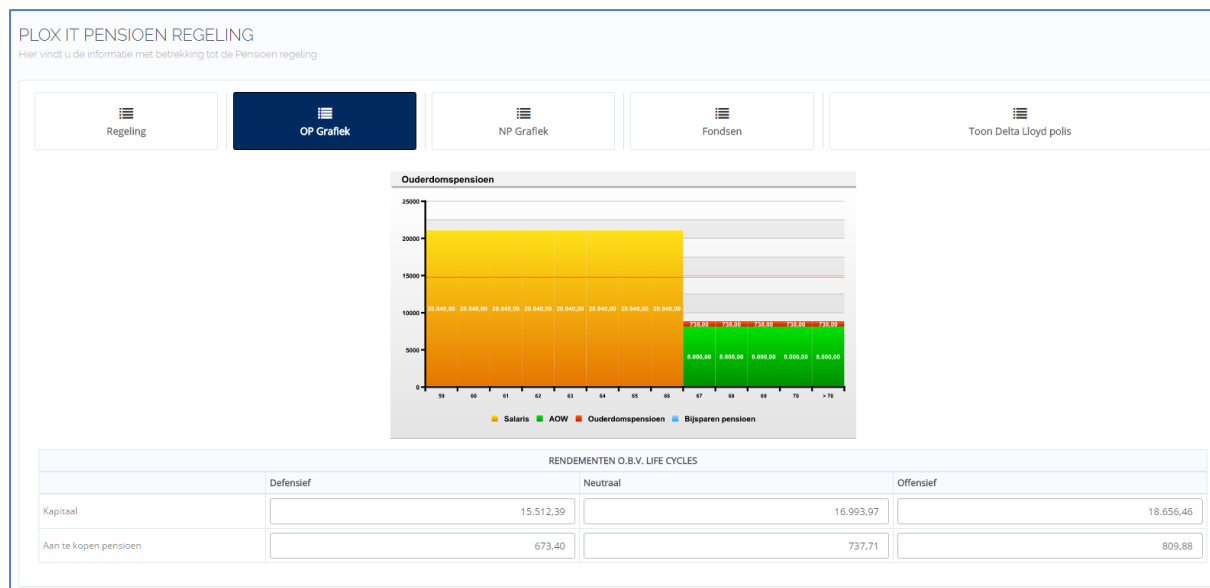 PLOX IT PENSIOEN REGELING
Hier vindt u de informatie met betrekking tot de Pensioen regeling
Regeling
OP Grafiek
NP Grafiek
Fondsen
Toon Delta Lloyd polis
Ouderdomspensioen
25000
20000
15000
10000
5000
0
20.940,00 20.940,00 20.940,00 20.940,00 20.940,00 20.940,00 20.940,00 20.940,00
738,00 738,00 738,00 738,00 738,00
8.000,00 8.000,00 8.000,00 8.000,00 8.000,00
59 60 61 62 63 64 65 66 67 68 69 70 > 70
Salaris AOW Ouderdomspensioen Bijsparen pensioen
RENDEMENTEN O.B.V. LIFE CYCLES
Defensief Neutraal Offensief
Kapitaal 15.512,39 16.993,97 18.656,46
Aan te kopen pensioen 673,40 737,71 809,88